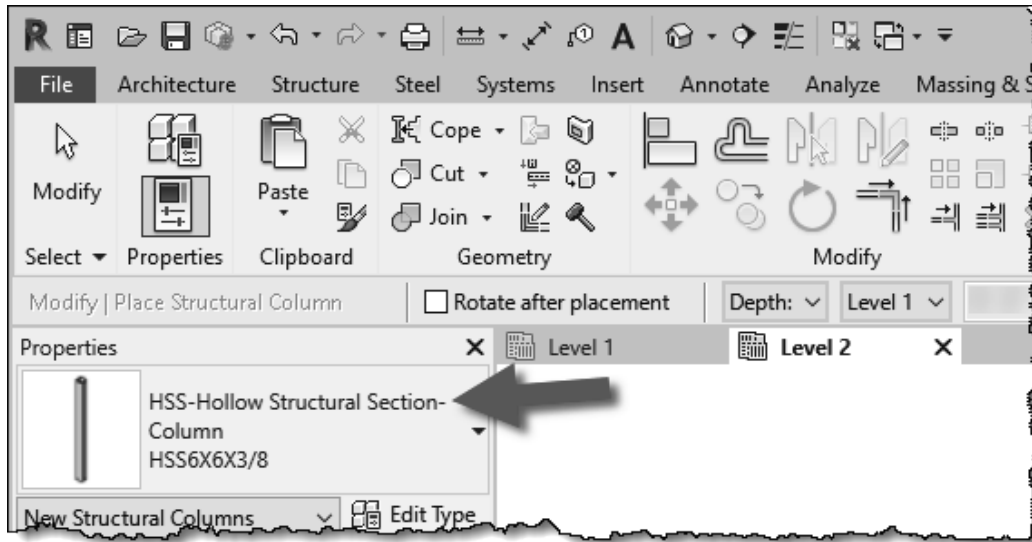 R A
File Architecture Structure Steel Systems Insert Annotate Analyze Massing &
Cope
Modify Paste Cut
Join
Select Properties Clipboard Geometry Modify
Modify | Place Structural Column Rotate after placement Depth: Level 1
Properties Level 1 Level 2
HSS-Hollow Structural Section-
Column
HSS6X6X3/8
New Structural Columns Edit Type